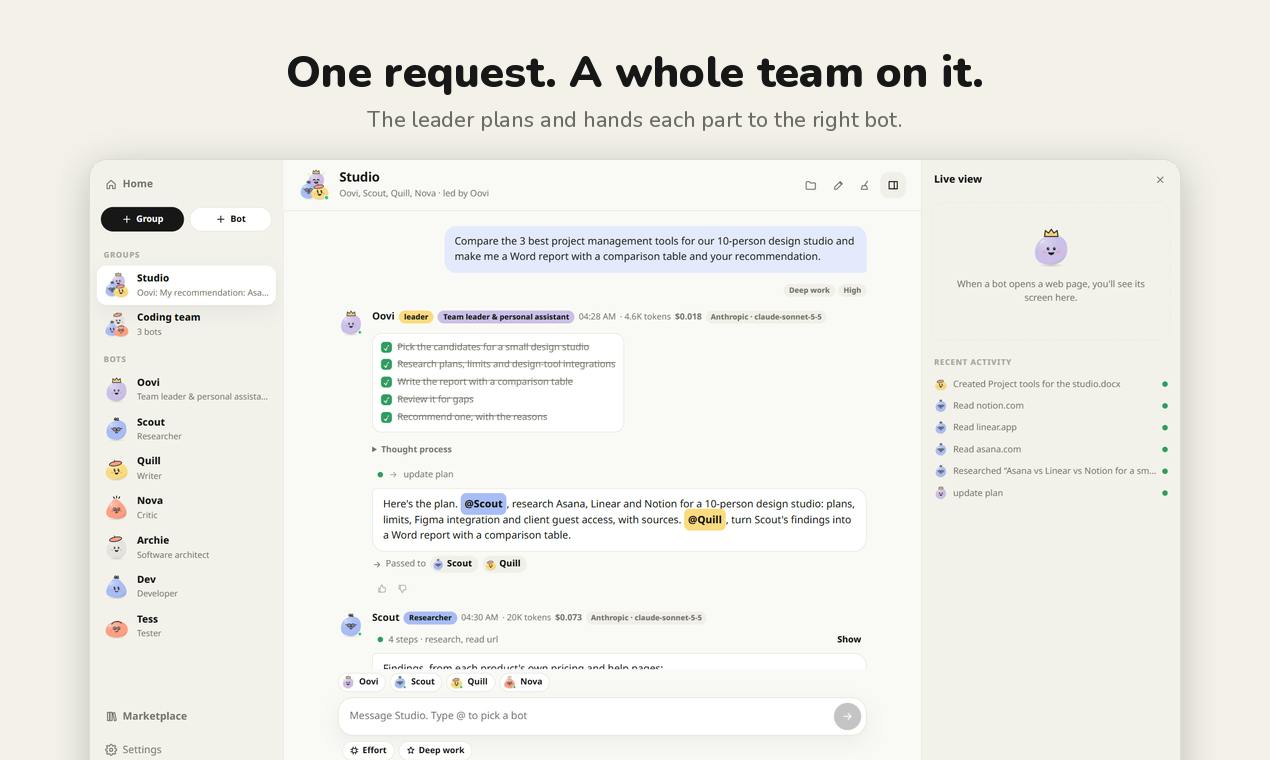 One request. A whole team on it.
The leader plans and hands each part to the right bot.
Home
+ Group
+ Bot
GROUPS
Studio
Oovi: My recommendation: Asa...
Coding team
3 bots
BOTS
Oovi
Team leader & personal assista...
Scout
Researcher
Quill
Writer
Nova
Critic
Archie
Software architect
Dev
Developer
Tess
Tester
Marketplace
Settings
Studio
Oovi, Scout, Quill, Nova · led by Oovi
Compare the 3 best project management tools for our 10-person design studio and
make me a Word report with a comparison table and your recommendation.
Deep work High
Oovi leader Team leader & personal assistant 04:28 AM · 4.6K tokens $0.018 Anthropic · claude-sonnet-5-5
Pick the candidates for a small design studio
Research plans, limits and design-tool integrations
Write the report with a comparison table
Review it for gaps
Recommend one, with the reasons
Thought process
→ update plan
Here's the plan. @Scout, research Asana, Linear and Notion for a 10-person design studio: plans,
limits, Figma integration and client guest access, with sources. @Quill, turn Scout's findings into
a Word report with a comparison table.
→ Passed to Scout Quill
Scout Researcher 04:30 AM · 20K tokens $0.073 Anthropic · claude-sonnet-5-5
4 steps · research, read url Show
Findings, from each product's own pricing and help pages:
Oovi Scout Quill Nova
Message Studio. Type @ to pick a bot
Effort Deep work
Live view
When a bot opens a web page, you'll see its
screen here.
RECENT ACTIVITY
Created Project tools for the studio.docx
Read notion.com
Read linear.app
Read asana.com
Researched "Asana vs Linear vs Notion for a sm...
update plan